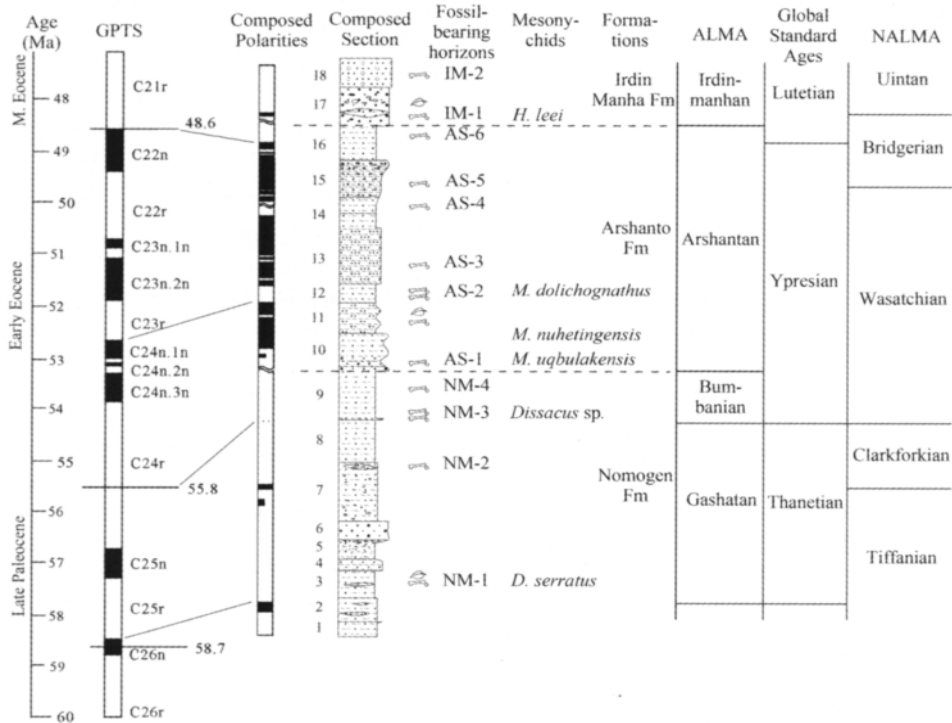 Age
(Ma)
GPTS
Composed
Polarities
Composed
Section
Fossil-
bearing
horizons
Mesony-
chids
Forma-
tions
ALMA
Global
Standard
Ages
NALMA
M. Eocene
Early Eocene
Late Paleocene
48
49
50
51
52
53
54
55
56
57
58
59
60
C21r
C22n
C22r
C23n.1n
C23n.2n
C23r
C24n.1n
C24n.2n
C24n.3n
C24r
C25n
C25r
C26n
C26r
48.6
55.8
58.7
18
17
16
15
14
13
12
11
10
9
8
7
6
5
4
3
2
1
IM-2
IM-1
AS-6
AS-5
AS-4
AS-3
AS-2
AS-1
NM-4
NM-3
NM-2
NM-1
H. leei
M. dolichognathus
M. nuhetingensis
M. uqbulakensis
Dissacus sp.
D. serratus
Irdin
Manha Fm
Arshanto
Fm
Nomogen
Fm
Irdin-
manhan
Arshantan
Bum-
banian
Gashatan
Lutetian
Ypresian
Thanetian
Uintan
Bridgerian
Wasatchian
Clarkforkian
Tiffanian